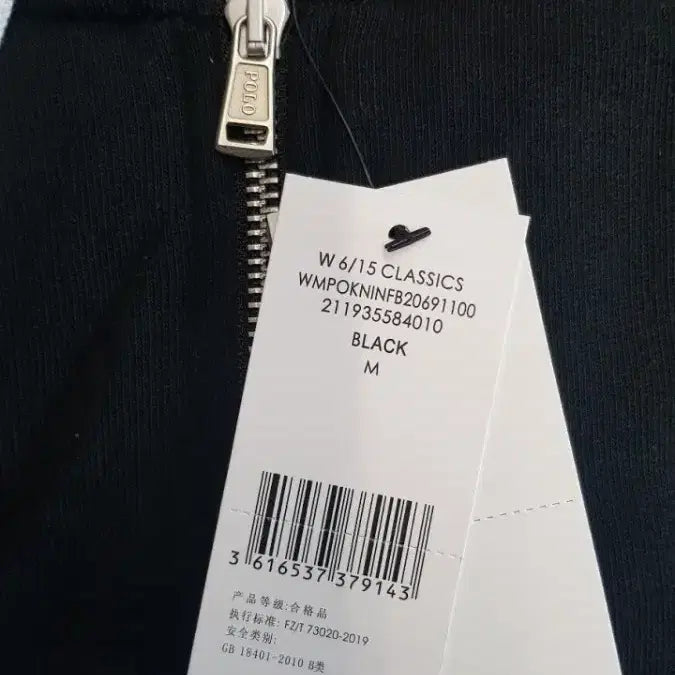 POLO
W 6/15 CLASSICS
WMPOKNINFB20691100
211935584010
BLACK
M
3 616537 379143
产品等级:合格品
执行标准: FZ/T 73020-2019
安全类别:
GB 18401-2010 B类